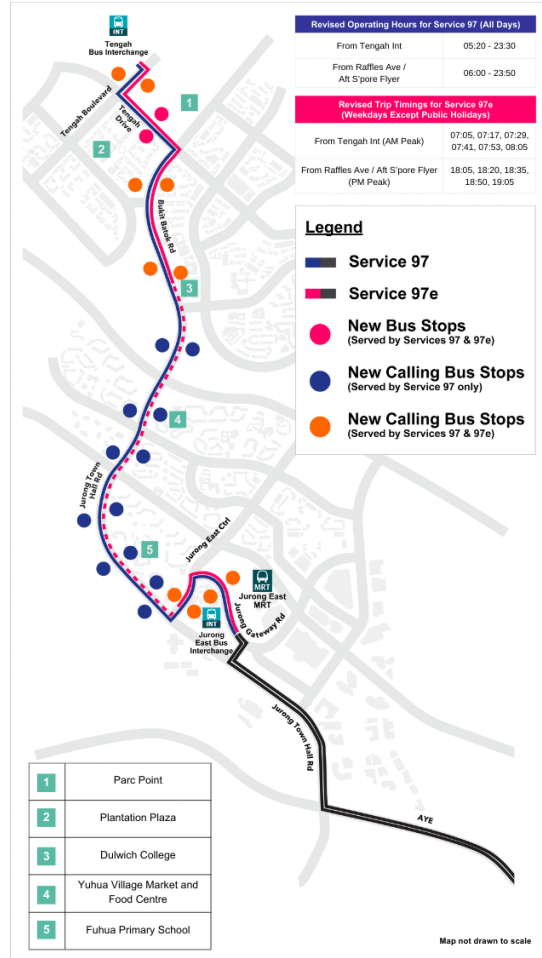 INT
Tengah
Bus Interchange
Tengah Boulevard
Tengah
Drive
1
2
Bukit Batok Rd
3
4
Jurong Town
Hall Rd
5
Jurong East Ctrl
MRT
Jurong East
MRT
INT
Jurong
East Bus
Interchange
Jurong Gateway Rd
Jurong Town Hall Rd
AYE
Revised Operating Hours for Service 97 (All Days)
From Tengah Int
05:20 - 23:30
From Raffles Ave /
Aft S'pore Flyer
06:00 - 23:50
Revised Trip Timings for Service 97e
(Weekdays Except Public Holidays)
From Tengah Int (AM Peak)
07:05, 07:17, 07:29,
07:41, 07:53, 08:05
From Raffles Ave / Aft S'pore Flyer
(PM Peak)
18:05, 18:20, 18:35,
18:50, 19:05
Legend
Service 97
Service 97e
New Bus Stops
(Served by Services 97 & 97e)
New Calling Bus Stops
(Served by Service 97 only)
New Calling Bus Stops
(Served by Services 97 & 97e)
1 Parc Point
2 Plantation Plaza
3 Dulwich College
4 Yuhua Village Market and
Food Centre
5 Fuhua Primary School
Map not drawn to scale